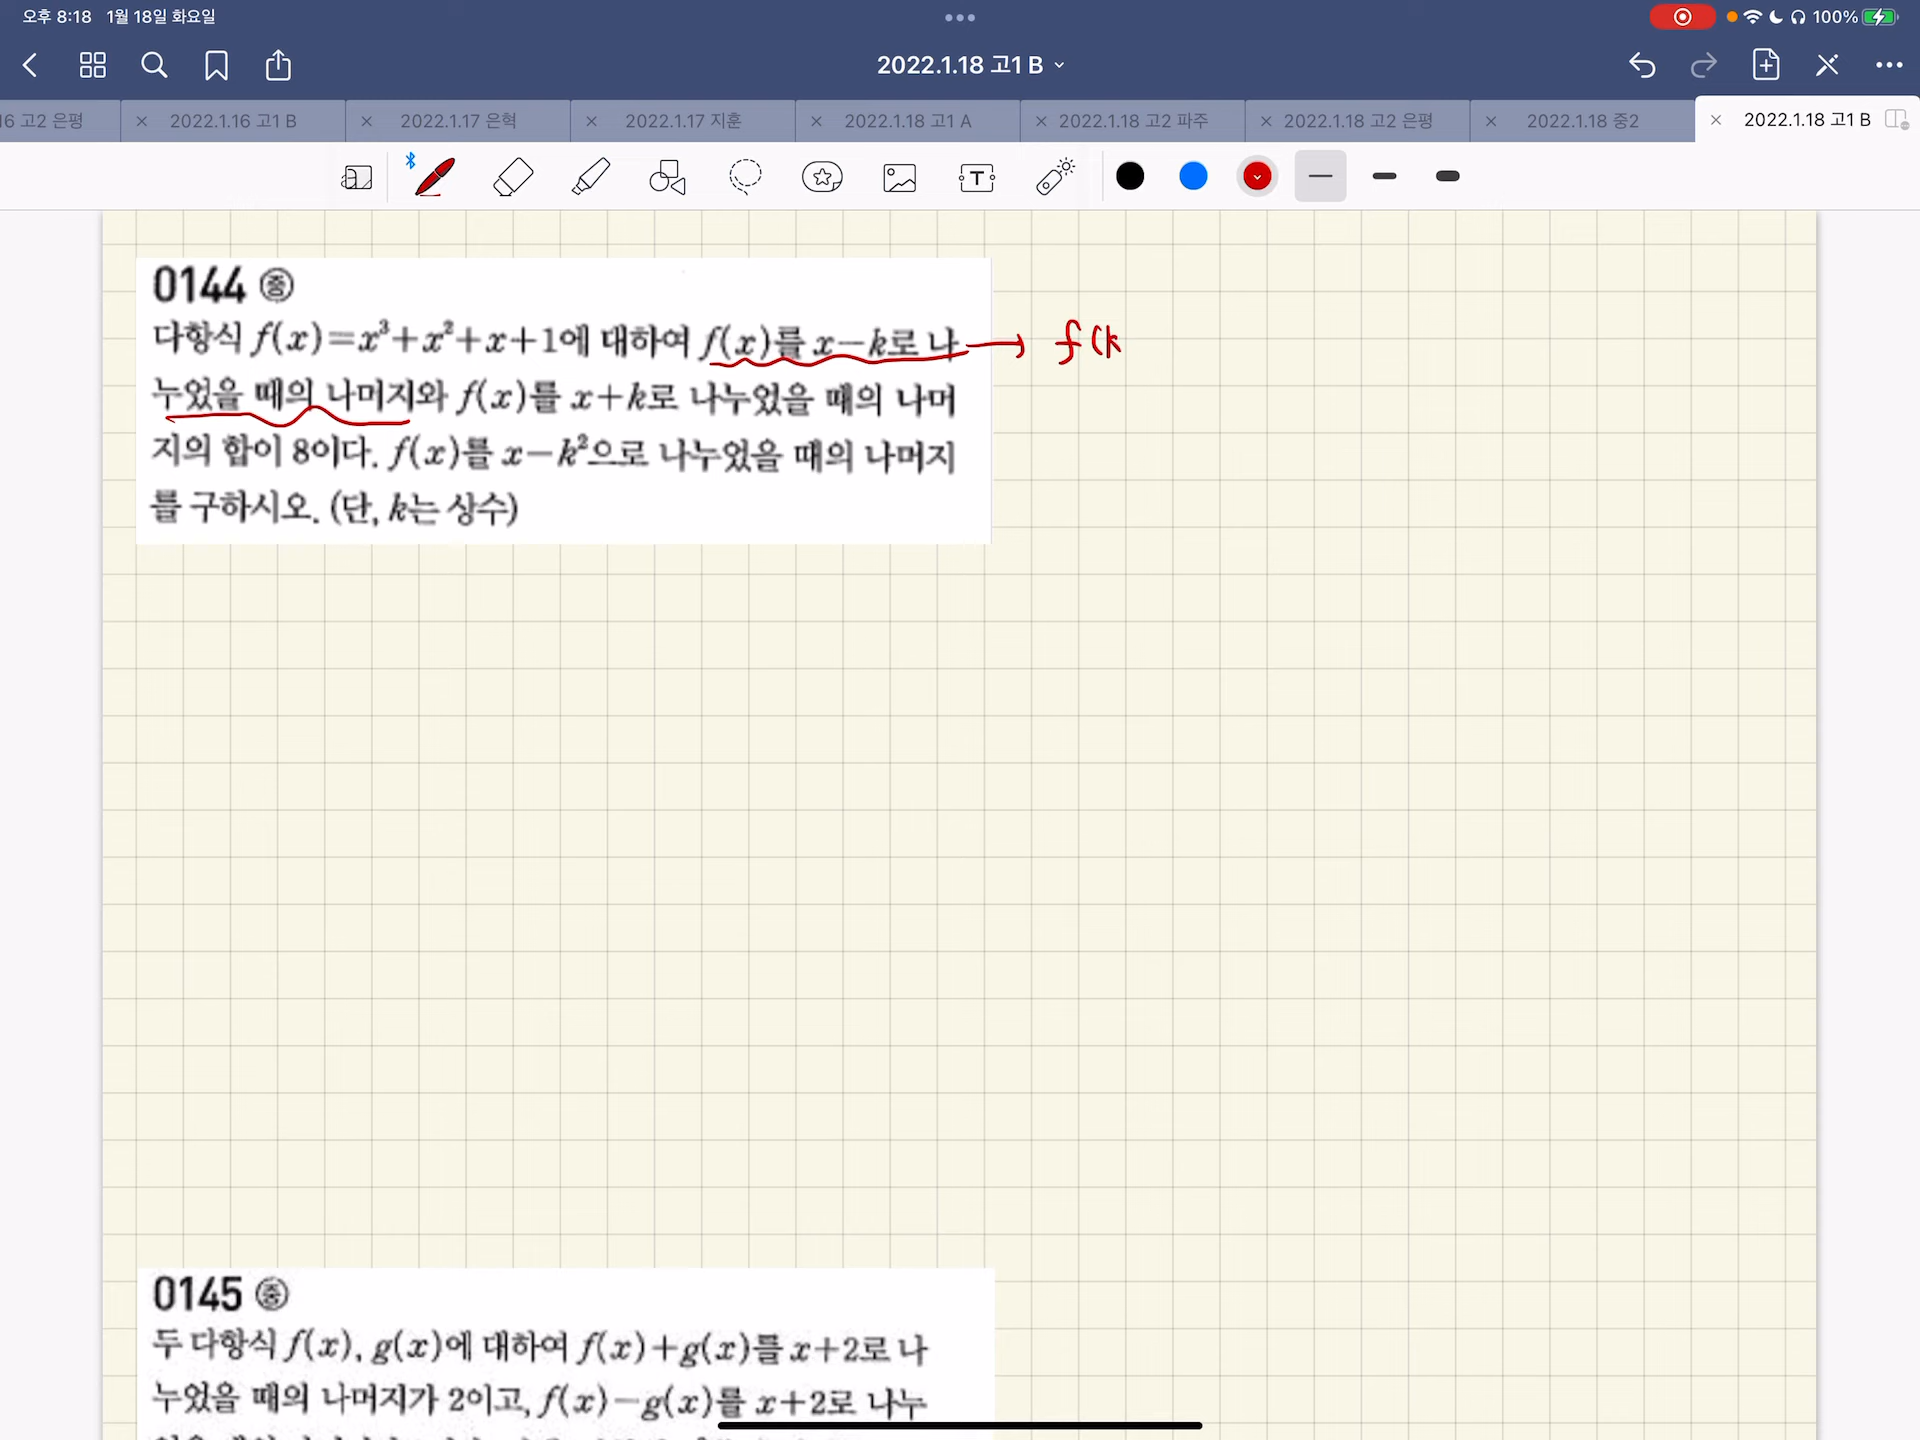 오후 8:18 1월 18일 화요일
100%
2022.1.18 고1 B
16 고2 은평
2022.1.16 고1 B
2022.1.17 은혁
2022.1.17 지훈
2022.1.18 고1 A
2022.1.18 고2 파주
2022.1.18 고2 은평
2022.1.18 중2
2022.1.18 고1 B
0144 중
다항식 f(x)=x³+x²+x+1에 대하여 f(x)를 x−k로 나 → f(k
누었을 때의 나머지와 f(x)를 x+k로 나누었을 때의 나머
지의 합이 8이다. f(x)를 x−k²으로 나누었을 때의 나머지
를 구하시오. (단, k는 상수)
0145 중
두 다항식 f(x), g(x)에 대하여 f(x)+g(x)를 x+2로 나
누었을 때의 나머지가 2이고, f(x)−g(x)를 x+2로 나누